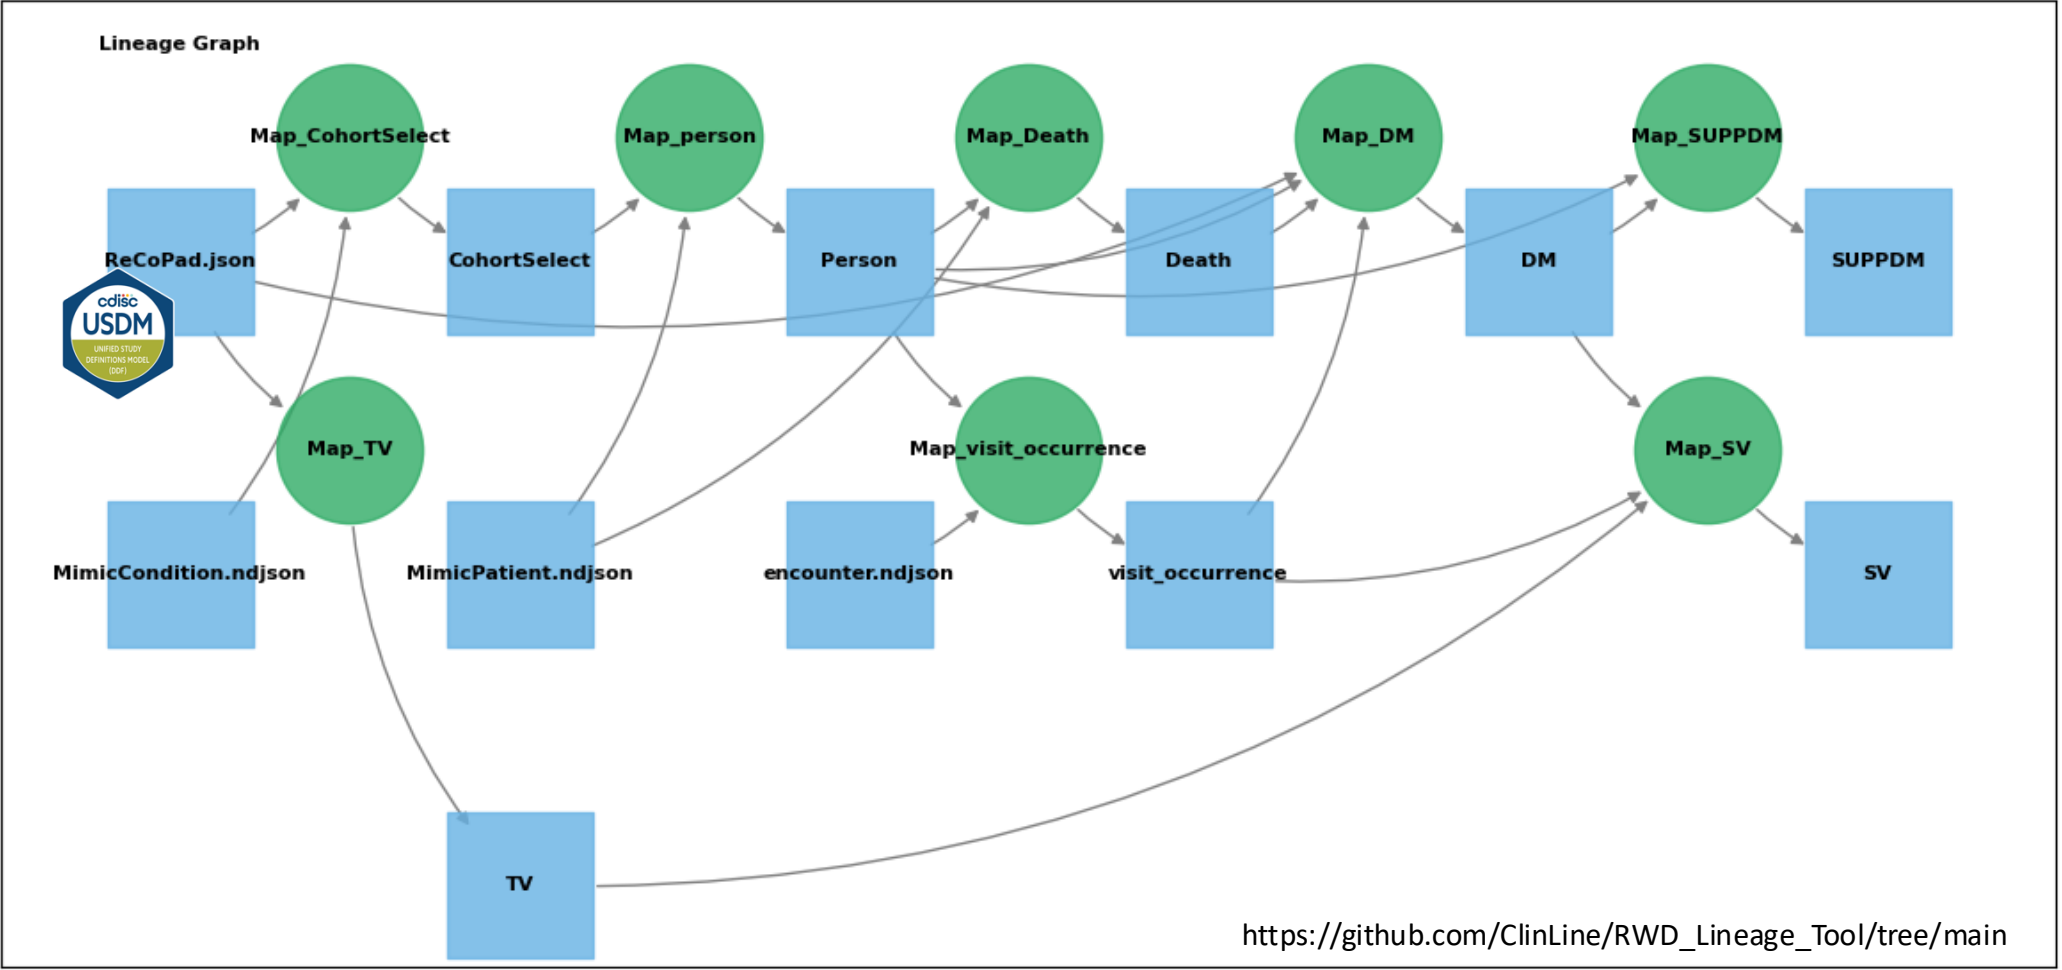 Lineage Graph
Map_CohortSelect
Map_person
Map_Death
Map_DM
Map_SUPPDM
ReCoPad.json
CohortSelect
Person
Death
DM
SUPPDM
cdisc
USDM
UNIFIED STUDY
DEFINITIONS MODEL
(DDF)
Map_TV
Map_visit_occurrence
Map_SV
MimicCondition.ndjson
MimicPatient.ndjson
encounter.ndjson
visit_occurrence
SV
TV
https://github.com/ClinLine/RWD_Lineage_Tool/tree/main